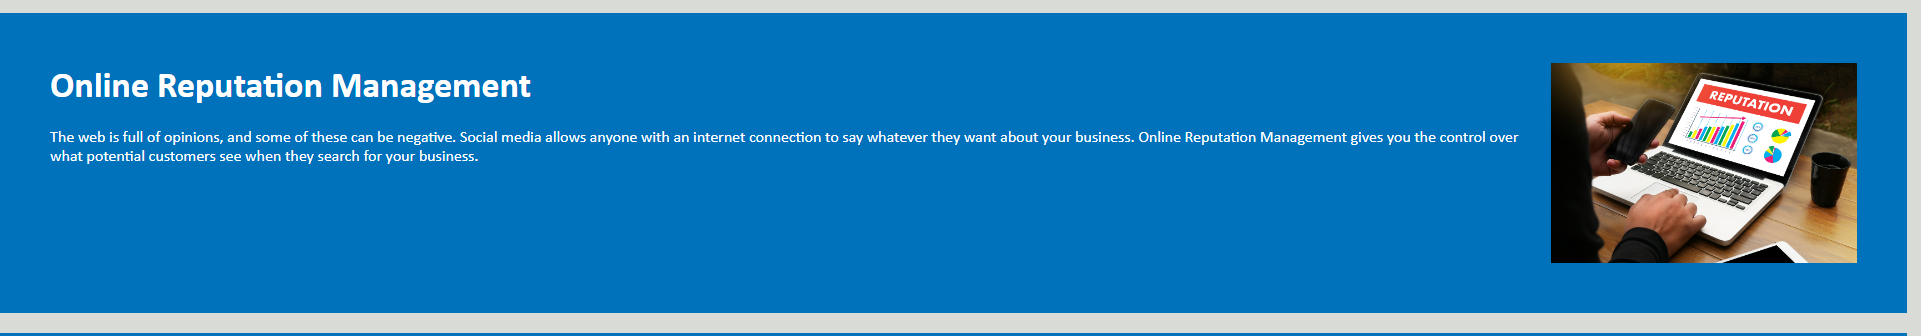 Online Reputation Management
The web is full of opinions, and some of these can be negative. Social media allows anyone with an internet connection to say whatever they want about your business. Online Reputation Management gives you the control over
what potential customers see when they search for your business.
REPUTATION